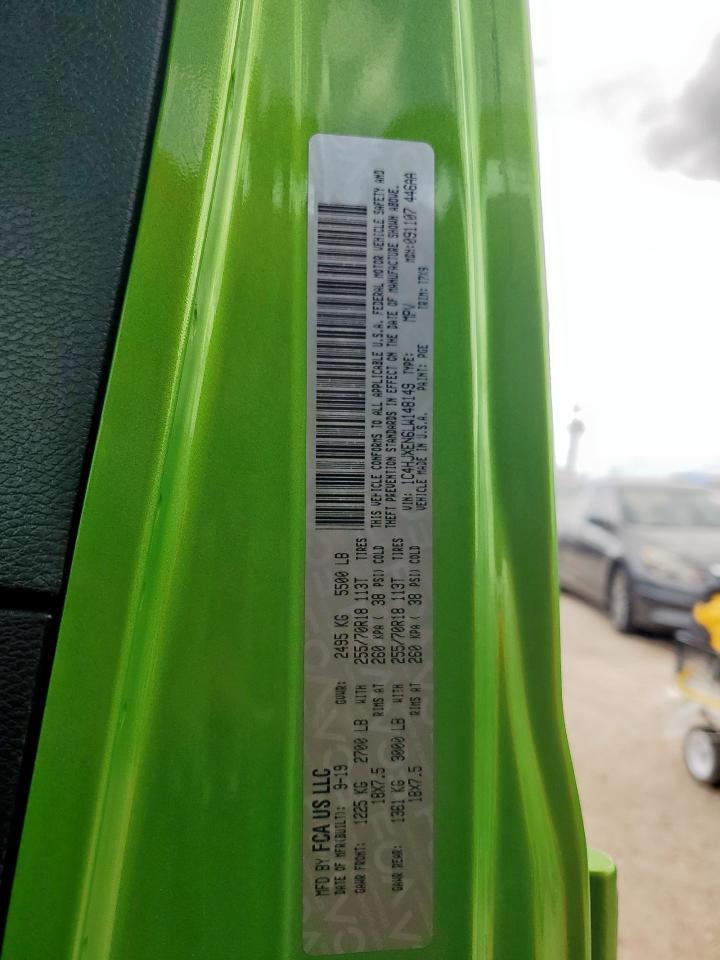 MFD BY FCA US LLC
DATE OF MFR(BUILT): 9-19 GVWR: 2495 KG 5500 LB
GAWR FRONT: 1225 KG 2700 LB WITH 255/70R18 113T TIRES
18X7.5 RIMS AT 260 KPA ( 38 PSI) COLD
GAWR REAR: 1361 KG 3000 LB WITH 255/70R18 113T TIRES
18X7.5 RIMS AT 260 KPA ( 38 PSI) COLD
THIS VEHICLE CONFORMS TO ALL APPLICABLE U.S.A. FEDERAL MOTOR VEHICLE SAFETY AND
THEFT PREVENTION STANDARDS IN EFFECT ON THE DATE OF MANUFACTURE SHOWN ABOVE.
VIN: 1C4HJXEN6LW148149 TYPE: MPV MDH:091107 446AA
VEHICLE MADE IN U.S.A. PAINT: PGE TRIM: T7X9